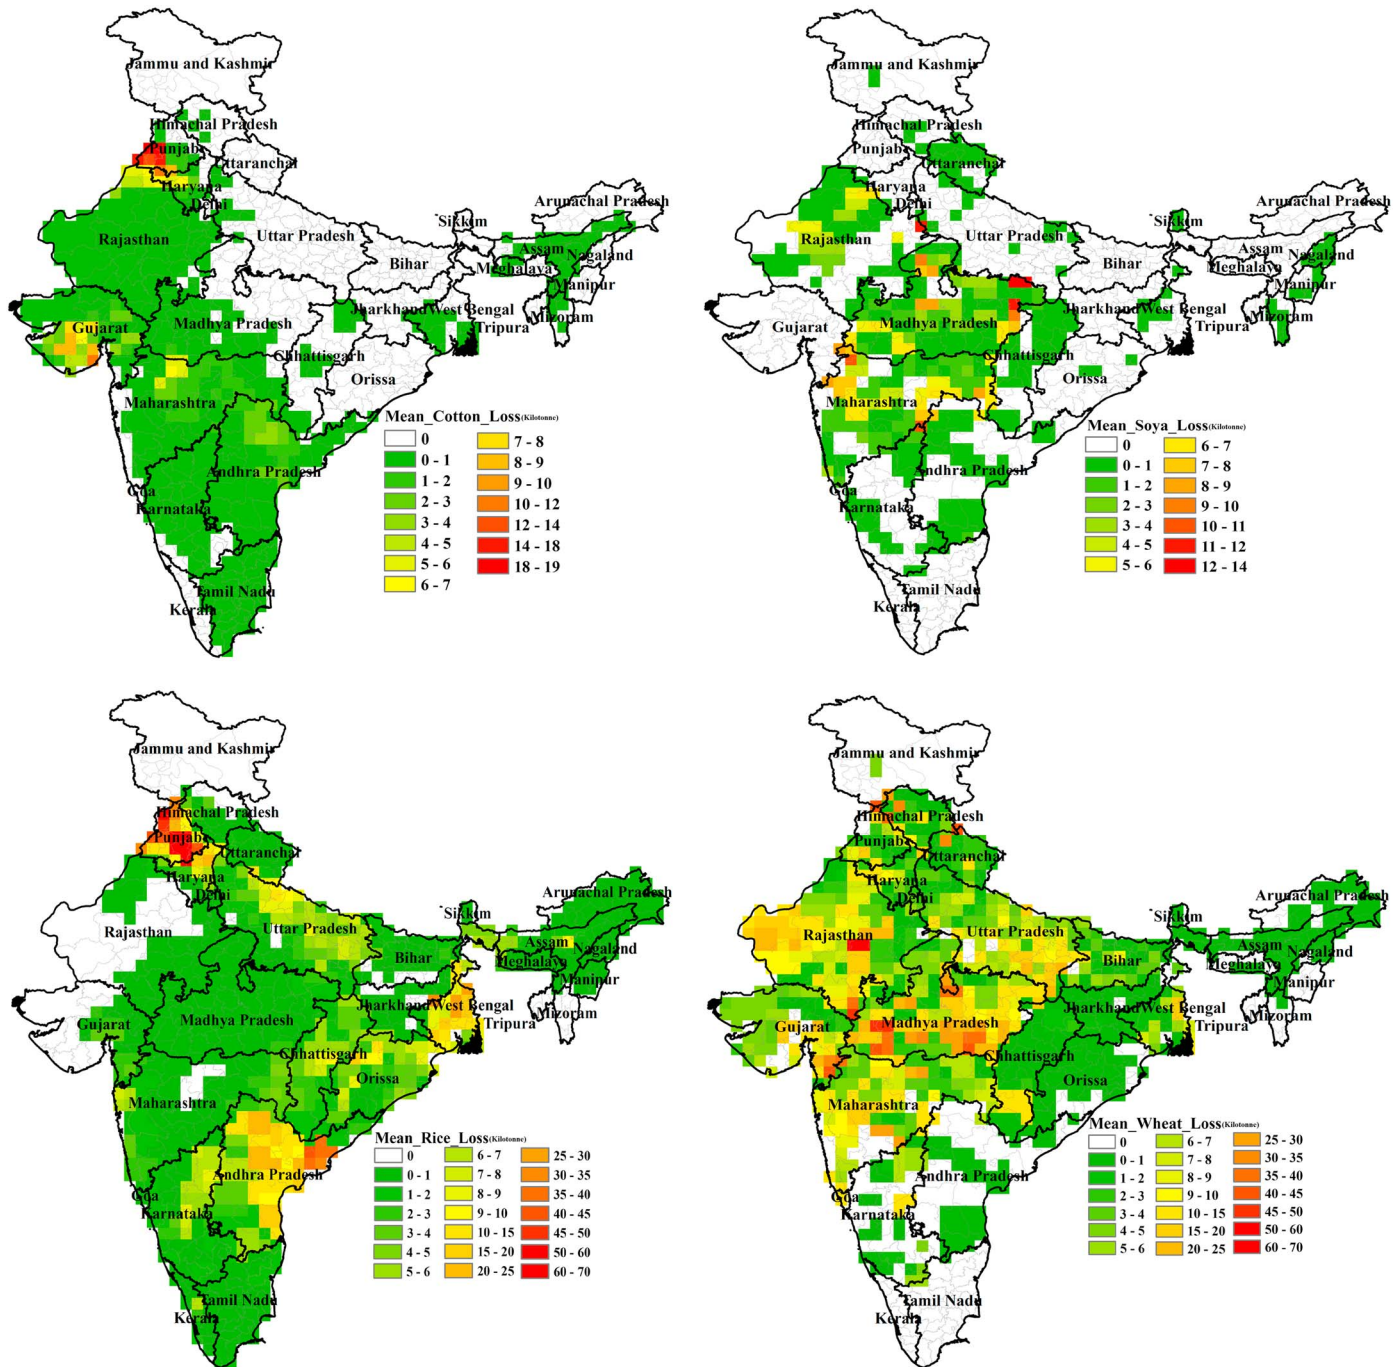 Jammu and Kashmir
Himachal Pradesh
Punjab
Uttaranchal
Haryana
Delhi
Rajasthan
Uttar Pradesh
Bihar
Sikkim
Arunachal Pradesh
Assam
Nagaland
Meghalaya
Manipur
Mizoram
Tripura
Jharkhand
West Bengal
Gujarat
Madhya Pradesh
Chhattisgarh
Orissa
Maharashtra
Andhra Pradesh
Goa
Karnataka
Tamil Nadu
Kerala
Mean_Cotton_Loss(Kilotonne)
0
0 - 1
1 - 2
2 - 3
3 - 4
4 - 5
5 - 6
6 - 7
7 - 8
8 - 9
9 - 10
10 - 12
12 - 14
14 - 18
18 - 19
Jammu and Kashmir
Himachal Pradesh
Punjab
Uttaranchal
Haryana
Delhi
Rajasthan
Uttar Pradesh
Bihar
Sikkim
Arunachal Pradesh
Assam
Nagaland
Meghalaya
Manipur
Mizoram
Tripura
Jharkhand
West Bengal
Gujarat
Madhya Pradesh
Chhattisgarh
Orissa
Maharashtra
Andhra Pradesh
Goa
Karnataka
Tamil Nadu
Kerala
Mean_Soya_Loss(Kilotonne)
0
0 - 1
1 - 2
2 - 3
3 - 4
4 - 5
5 - 6
6 - 7
7 - 8
8 - 9
9 - 10
10 - 11
11 - 12
12 - 14
Jammu and Kashmir
Himachal Pradesh
Punjab
Uttaranchal
Haryana
Delhi
Rajasthan
Uttar Pradesh
Bihar
Sikkim
Arunachal Pradesh
Assam
Nagaland
Meghalaya
Manipur
Mizoram
Tripura
Jharkhand
West Bengal
Gujarat
Madhya Pradesh
Chhattisgarh
Orissa
Maharashtra
Andhra Pradesh
Goa
Karnataka
Tamil Nadu
Kerala
Mean_Rice_Loss(Kilotonne)
0
0 - 1
1 - 2
2 - 3
3 - 4
4 - 5
5 - 6
6 - 7
7 - 8
8 - 9
9 - 10
10 - 15
15 - 20
20 - 25
25 - 30
30 - 35
35 - 40
40 - 45
45 - 50
50 - 60
60 - 70
Jammu and Kashmir
Himachal Pradesh
Punjab
Uttaranchal
Haryana
Delhi
Rajasthan
Uttar Pradesh
Bihar
Sikkim
Arunachal Pradesh
Assam
Nagaland
Meghalaya
Manipur
Mizoram
Tripura
Jharkhand
West Bengal
Gujarat
Madhya Pradesh
Chhattisgarh
Orissa
Maharashtra
Andhra Pradesh
Goa
Karnataka
Tamil Nadu
Kerala
Mean_Wheat_Loss(Kilotonne)
0
0 - 1
1 - 2
2 - 3
3 - 4
4 - 5
5 - 6
6 - 7
7 - 8
8 - 9
9 - 10
10 - 15
15 - 20
20 - 25
25 - 30
30 - 35
35 - 40
40 - 45
45 - 50
50 - 60
60 - 70